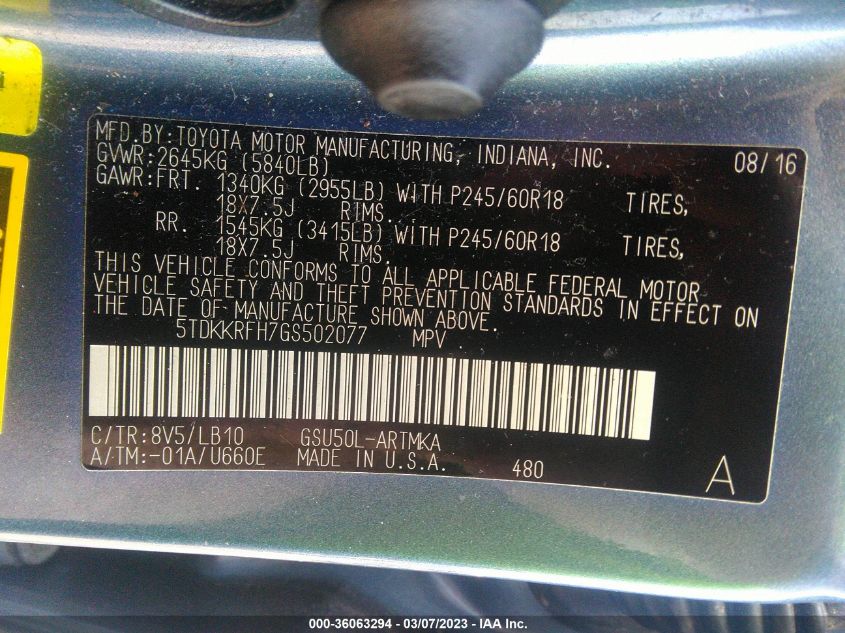 MFD.BY:TOYOTA MOTOR MANUFACTURING, INDIANA, INC. 08/16
GVWR:2645KG (5840LB)
GAWR:FRT. 1340KG (2955LB) WITH P245/60R18 TIRES,
18X7.5J RIMS.
RR. 1545KG (3415LB) WITH P245/60R18 TIRES,
18X7.5J RIMS.
THIS VEHICLE CONFORMS TO ALL APPLICABLE FEDERAL MOTOR
VEHICLE SAFETY AND THEFT PREVENTION STANDARDS IN EFFECT ON
THE DATE OF MANUFACTURE SHOWN ABOVE.
5TDKKRFH7GS502077 MPV
C/TR:8V5/LB10 GSU50L-ARTMKA
A/TM:-01A/U660E MADE IN U.S.A. 480 A
000-36063294 - 03/07/2023 - IAA Inc.